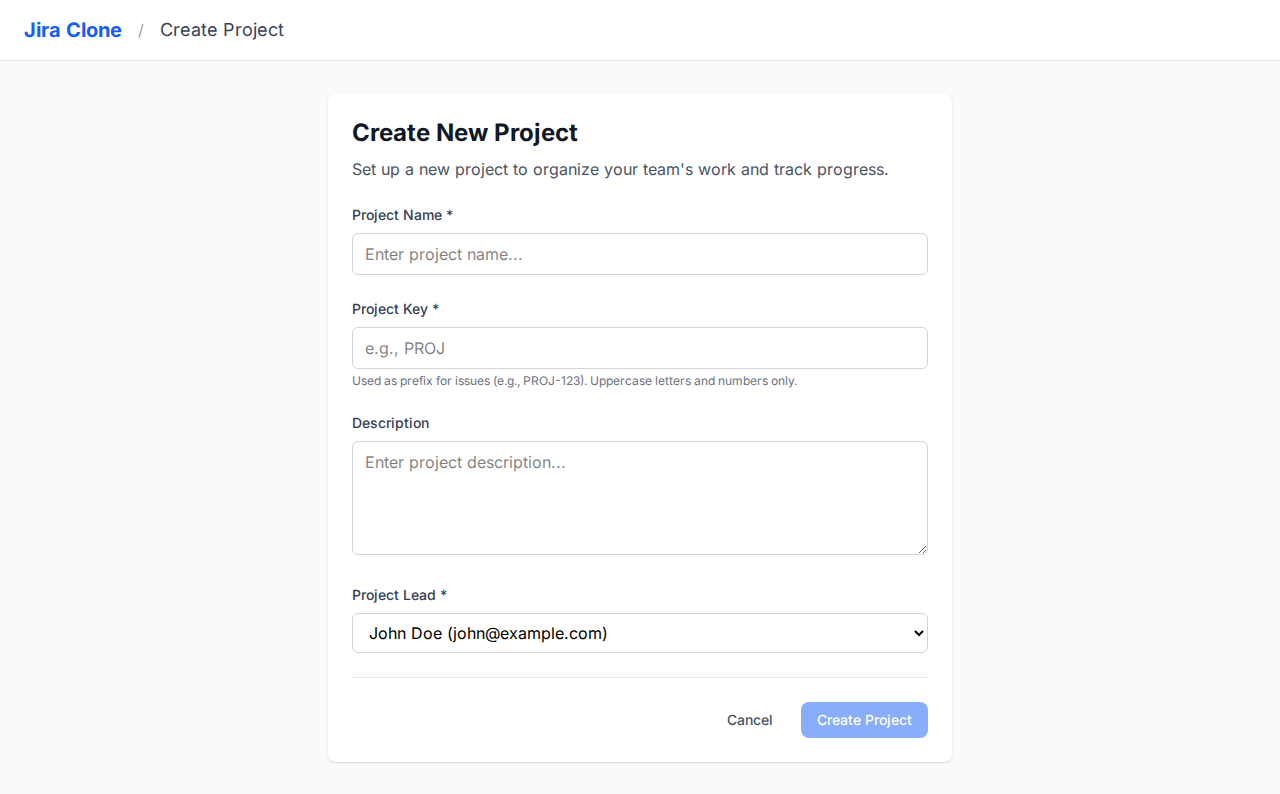 Jira Clone / Create Project
Create New Project
Set up a new project to organize your team's work and track progress.
Project Name *
Enter project name...
Project Key *
e.g., PROJ
Used as prefix for issues (e.g., PROJ-123). Uppercase letters and numbers only.
Description
Enter project description...
Project Lead *
John Doe (john@example.com)
Cancel Create Project